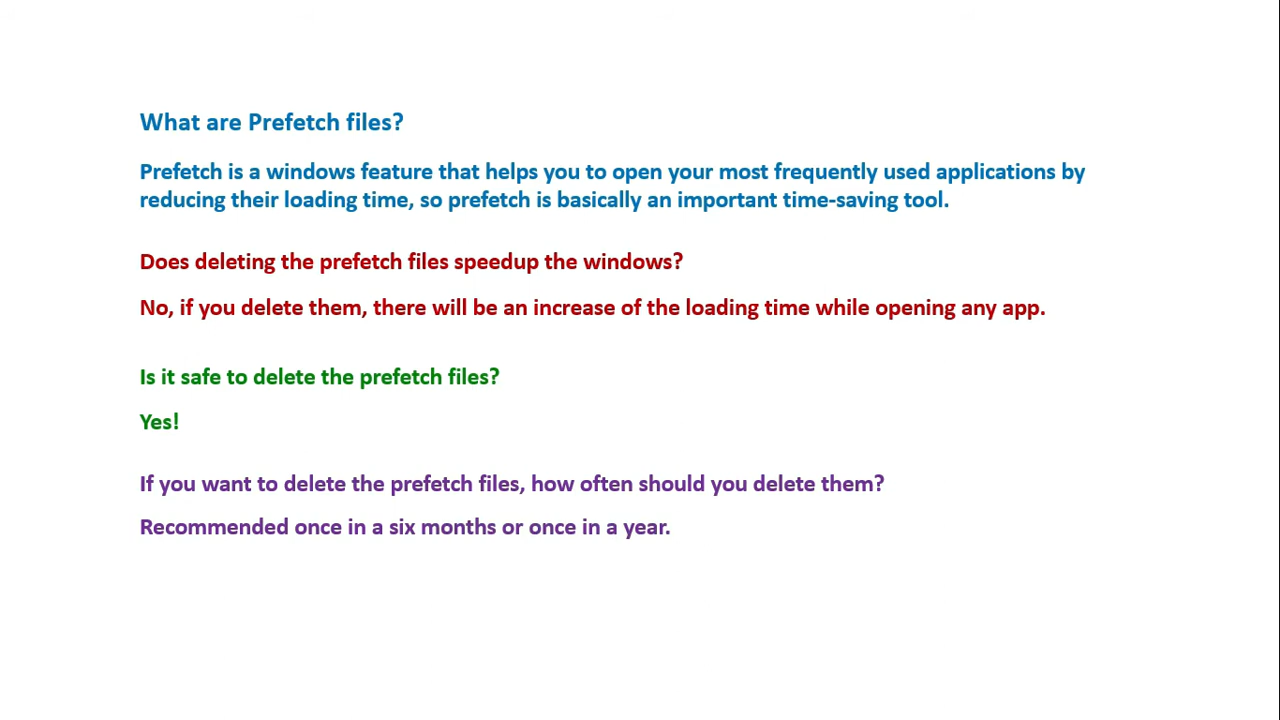 What are Prefetch files?
Prefetch is a windows feature that helps you to open your most frequently used applications by
reducing their loading time, so prefetch is basically an important time-saving tool.
Does deleting the prefetch files speedup the windows?
No, if you delete them, there will be an increase of the loading time while opening any app.
Is it safe to delete the prefetch files?
Yes!
If you want to delete the prefetch files, how often should you delete them?
Recommended once in a six months or once in a year.